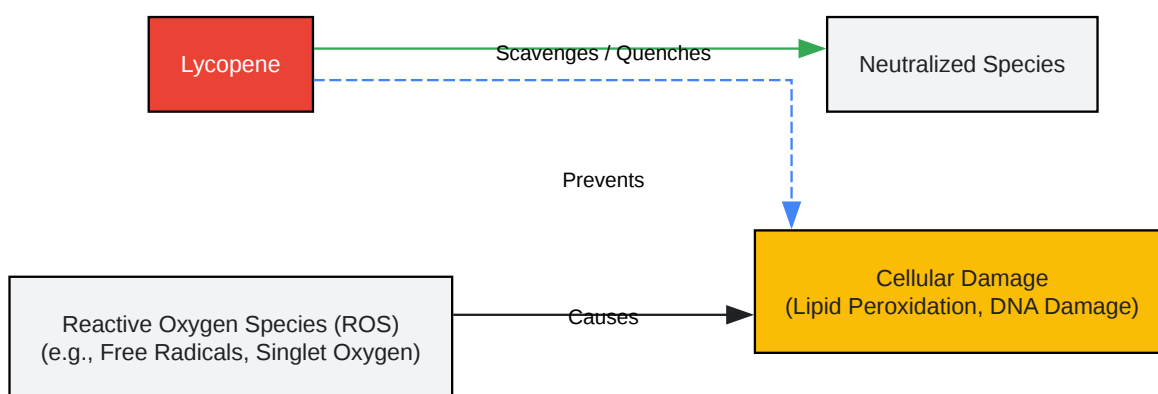 Lycopene
Scavenges / Quenches
Neutralized Species
Prevents
Cellular Damage
(Lipid Peroxidation, DNA Damage)
Reactive Oxygen Species (ROS)
(e.g., Free Radicals, Singlet Oxygen)
Causes